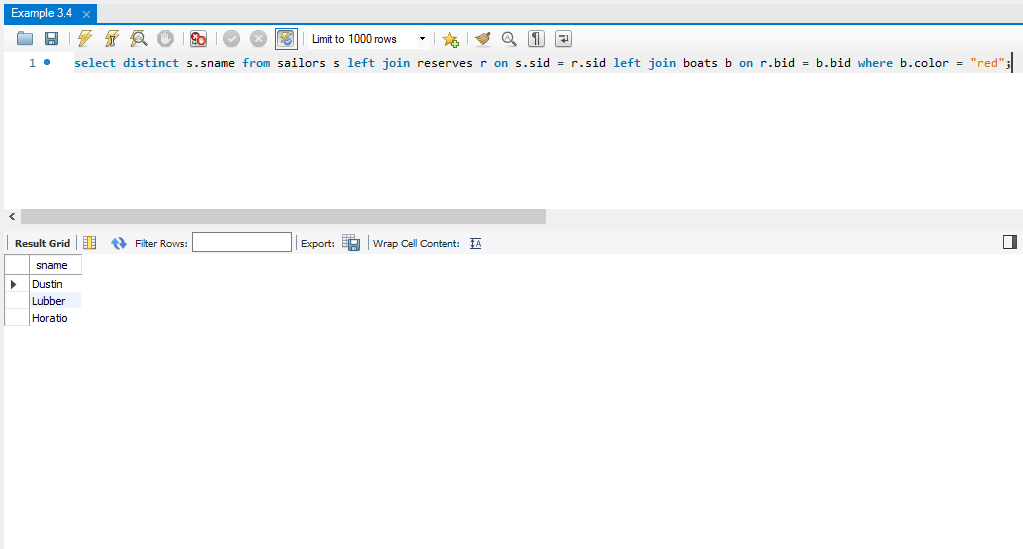 Example 3.4
Limit to 1000 rows
1 select distinct s.sname from sailors s left join reserves r on s.sid = r.sid left join boats b on r.bid = b.bid where b.color = "red";
Result Grid Filter Rows: Export: Wrap Cell Content:
sname
Dustin
Lubber
Horatio